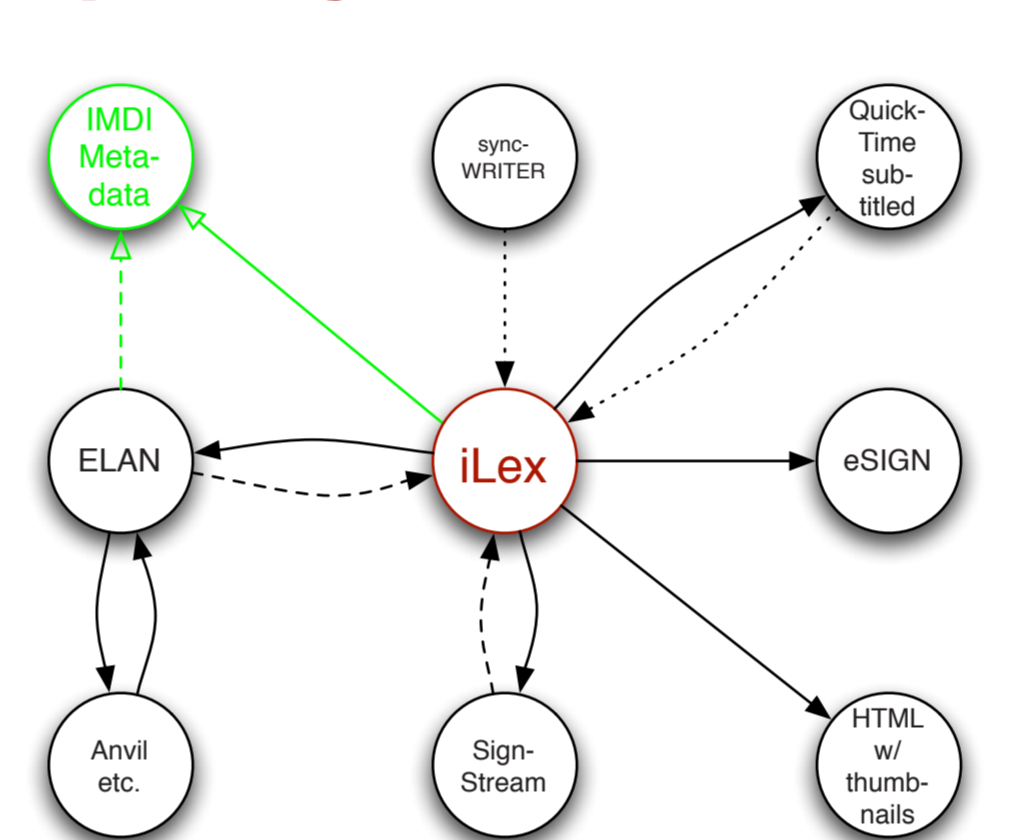 IMDI
Meta-
data
sync-
WRITER
Quick-
Time
sub-
titled
ELAN
iLex
eSIGN
Anvil
etc.
Sign-
Stream
HTML
w/
thumb-
nails